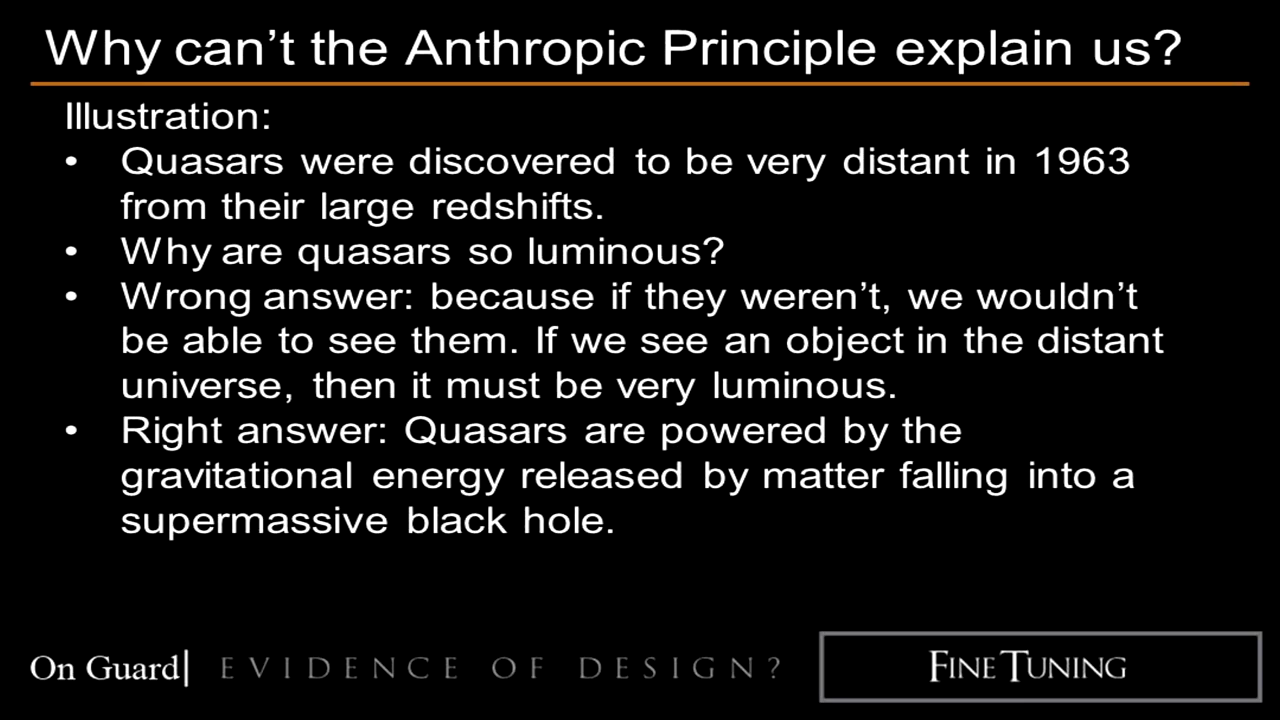 Why can't the Anthropic Principle explain us?
Illustration:
• Quasars were discovered to be very distant in 1963
from their large redshifts.
• Why are quasars so luminous?
• Wrong answer: because if they weren't, we wouldn't
be able to see them. If we see an object in the distant
universe, then it must be very luminous.
• Right answer: Quasars are powered by the
gravitational energy released by matter falling into a
supermassive black hole.
On Guard| EVIDENCE OF DESIGN? FINE TUNING